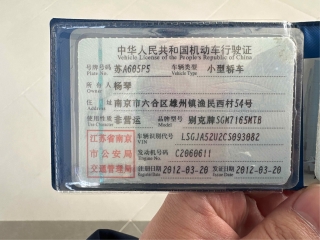 中华人民共和国机动车行驶证
Vehicle License of the People's Republic of China
号牌号码 苏A605P5 车辆类型 小型轿车
Plate No. Vehicle Type
所有人 杨琴
Owner
住址 南京市六合区雄州镇渔民西村54号
Address
使用性质 非营运 品牌型号 别克牌SGM7165MTB
Use Character Model
江苏省南京市公安局交通管理局
车辆识别代号 LSGJA52U2CS093082
VIN
发动机号码 C2060611
Engine No.
注册日期 2012-03-20 发证日期 2012-03-20
Register Date Issue Date